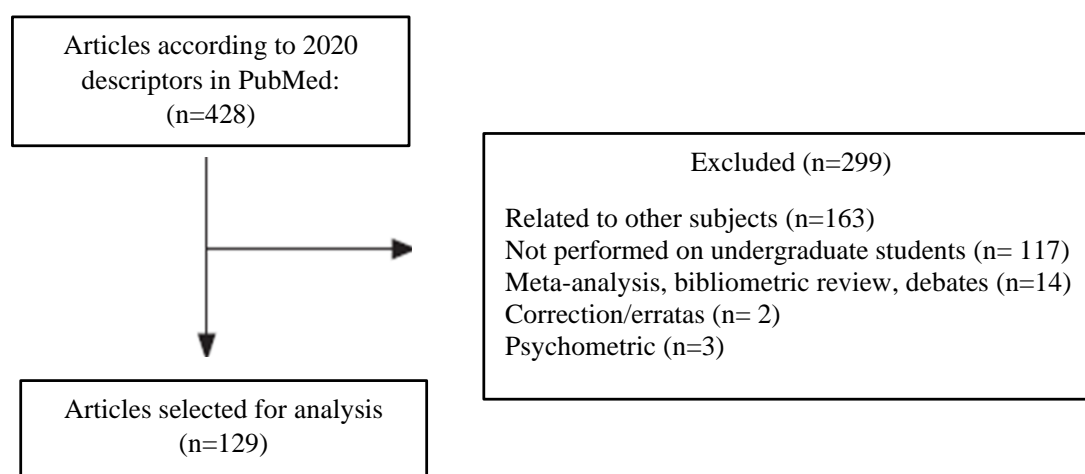 Articles according to 2020
descriptors in PubMed:
(n=428)
Excluded (n=299)
Related to other subjects (n=163)
Not performed on undergraduate students (n= 117)
Meta-analysis, bibliometric review, debates (n=14)
Correction/erratas (n= 2)
Psychometric (n=3)
Articles selected for analysis
(n=129)